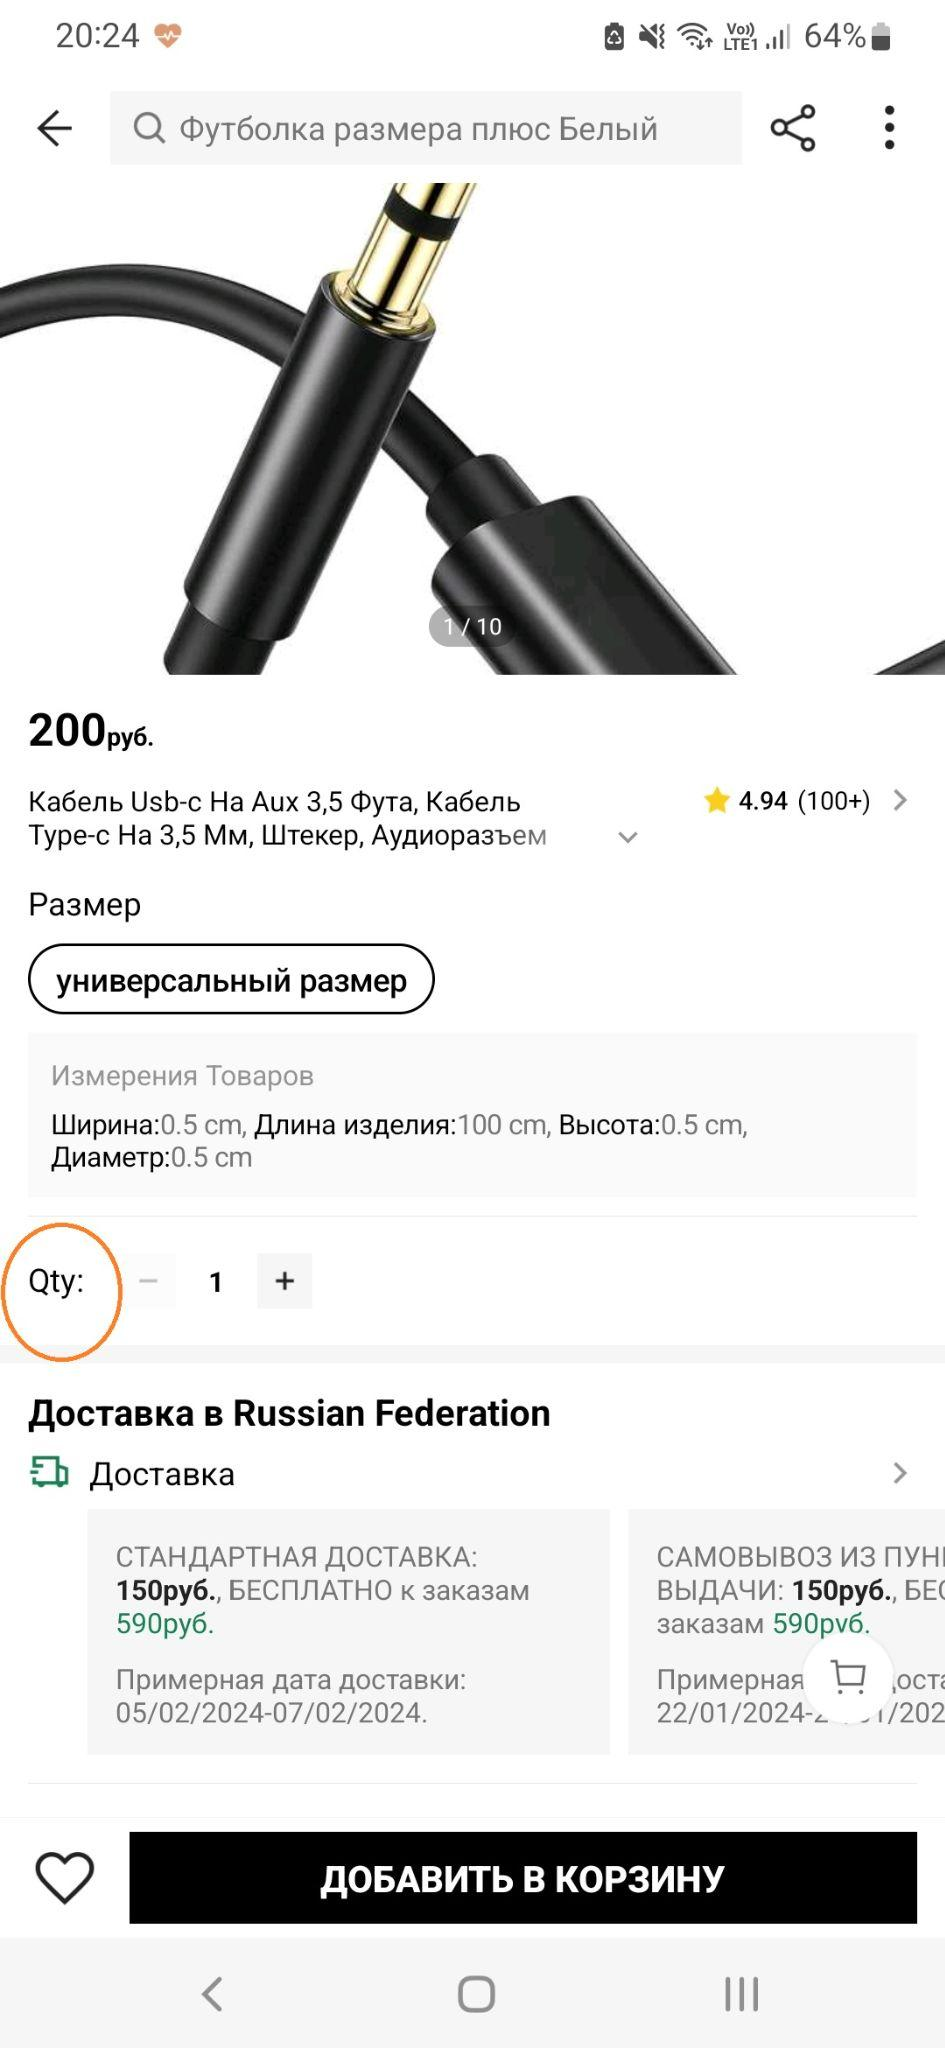 20:24
Vo))
LTE1
64%
Футболка размера плюс Белый
1 / 10
200руб.
Кабель Usb-c На Aux 3,5 Фута, Кабель
Type-c На 3,5 Мм, Штекер, Аудиоразъем
4.94 (100+)
Размер
универсальный размер
Измерения Товаров
Ширина:0.5 cm, Длина изделия:100 cm, Высота:0.5 cm,
Диаметр:0.5 cm
Qty:
1
Доставка в Russian Federation
Доставка
СТАНДАРТНАЯ ДОСТАВКА:
150руб., БЕСПЛАТНО к заказам
590руб.
Примерная дата доставки:
05/02/2024-07/02/2024.
САМОВЫВОЗ ИЗ
ВЫДАЧИ: 150руб.,
заказам 590руб.
Примерная
22/01/2024-
ДОБАВИТЬ В КОРЗИНУ